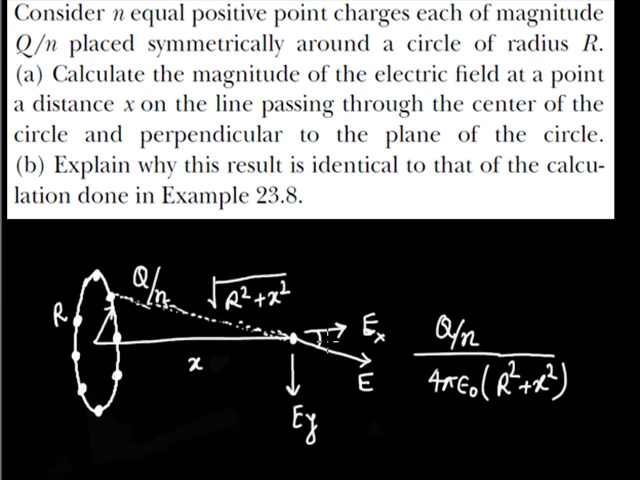 Consider n equal positive point charges each of magnitude
Q/n placed symmetrically around a circle of radius R.
(a) Calculate the magnitude of the electric field at a point
a distance x on the line passing through the center of the
circle and perpendicular to the plane of the circle.
(b) Explain why this result is identical to that of the calcu-
lation done in Example 23.8.
Q/n
√R²+x²
R
Ex
Q/n
x
E
4πε₀(R²+x²)
Ey